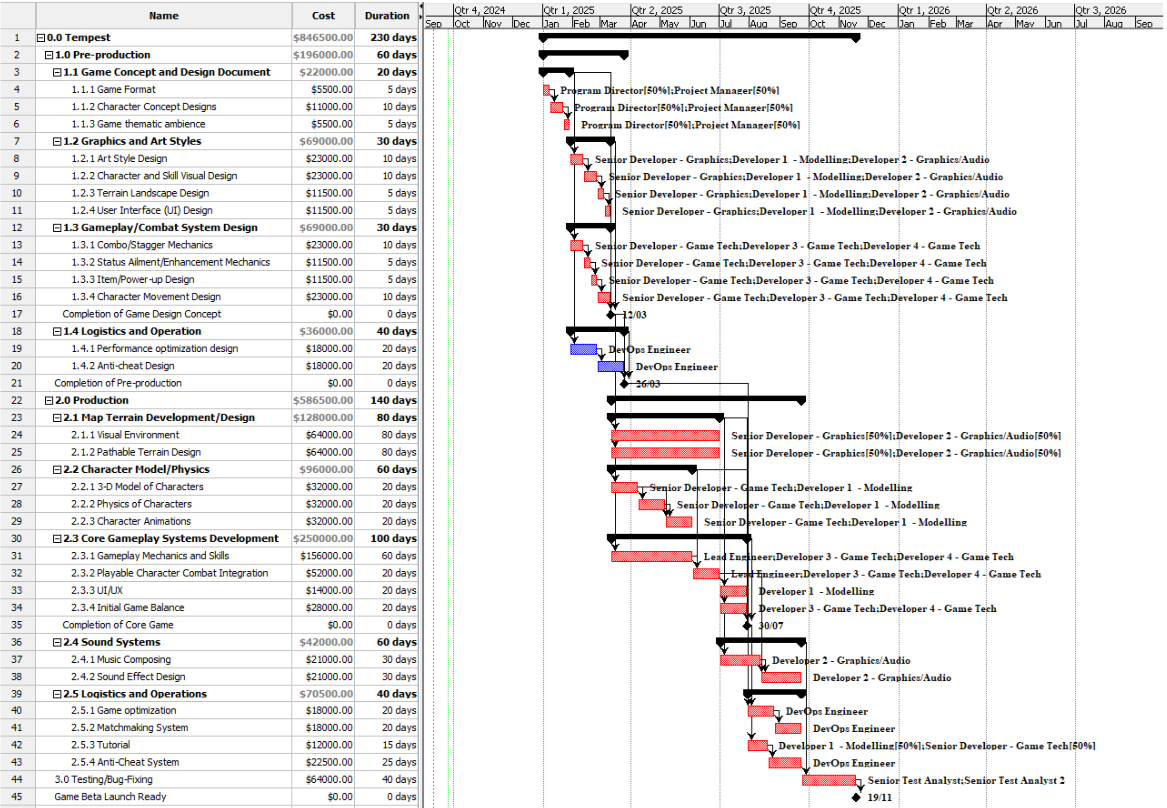 Name Cost Duration Qtr 4, 2024 Qtr 1, 2025 Qtr 2, 2025 Qtr 3, 2025 Qtr 4, 2025 Qtr 1, 2026 Qtr 2, 2026 Qtr 3, 2026
Sep Oct Nov Dec Jan Feb Mar Apr May Jun Jul Aug Sep Oct Nov Dec Jan Feb Mar Apr May Jun Jul Aug Sep
1 0.0 Tempest $846500.00 230 days
2 1.0 Pre-production $196000.00 60 days
3 1.1 Game Concept and Design Document $22000.00 20 days
4 1.1.1 Game Format $5500.00 5 days Program Director[50%];Project Manager[50%]
5 1.1.2 Character Concept Designs $11000.00 10 days Program Director[50%];Project Manager[50%]
6 1.1.3 Game thematic ambience $5500.00 5 days Program Director[50%];Project Manager[50%]
7 1.2 Graphics and Art Styles $69000.00 30 days
8 1.2.1 Art Style Design $23000.00 10 days Senior Developer - Graphics;Developer 1 - Modelling;Developer 2 - Graphics/Audio
9 1.2.2 Character and Skill Visual Design $23000.00 10 days Senior Developer - Graphics;Developer 1 - Modelling;Developer 2 - Graphics/Audio
10 1.2.3 Terrain Landscape Design $11500.00 5 days Senior Developer - Graphics;Developer 1 - Modelling;Developer 2 - Graphics/Audio
11 1.2.4 User Interface (UI) Design $11500.00 5 days Senior Developer - Graphics;Developer 1 - Modelling;Developer 2 - Graphics/Audio
12 1.3 Gameplay/Combat System Design $69000.00 30 days
13 1.3.1 Combo/Stagger Mechanics $23000.00 10 days Senior Developer - Game Tech;Developer 3 - Game Tech;Developer 4 - Game Tech
14 1.3.2 Status Ailment/Enhancement Mechanics $11500.00 5 days Senior Developer - Game Tech;Developer 3 - Game Tech;Developer 4 - Game Tech
15 1.3.3 Item/Power-up Design $11500.00 5 days Senior Developer - Game Tech;Developer 3 - Game Tech;Developer 4 - Game Tech
16 1.3.4 Character Movement Design $23000.00 10 days Senior Developer - Game Tech;Developer 3 - Game Tech;Developer 4 - Game Tech
17 Completion of Game Design Concept $0.00 0 days 12/03
18 1.4 Logistics and Operation $36000.00 40 days
19 1.4.1 Performance optimization design $18000.00 20 days DevOps Engineer
20 1.4.2 Anti-cheat Design $18000.00 20 days DevOps Engineer
21 Completion of Pre-production $0.00 0 days 26/03
22 2.0 Production $586500.00 140 days
23 2.1 Map Terrain Development/Design $128000.00 80 days
24 2.1.1 Visual Environment $64000.00 80 days Senior Developer - Graphics[50%];Developer 2 - Graphics/Audio[50%]
25 2.1.2 Pathable Terrain Design $64000.00 80 days Senior Developer - Graphics[50%];Developer 2 - Graphics/Audio[50%]
26 2.2 Character Model/Physics $96000.00 60 days
27 2.2.1 3-D Model of Characters $32000.00 20 days Senior Developer - Game Tech;Developer 1 - Modelling
28 2.2.2 Physics of Characters $32000.00 20 days Senior Developer - Game Tech;Developer 1 - Modelling
29 2.2.3 Character Animations $32000.00 20 days Senior Developer - Game Tech;Developer 1 - Modelling
30 2.3 Core Gameplay Systems Development $250000.00 100 days
31 2.3.1 Gameplay Mechanics and Skills $156000.00 60 days Lead Engineer;Developer 3 - Game Tech;Developer 4 - Game Tech
32 2.3.2 Playable Character Combat Integration $52000.00 20 days Lead Engineer;Developer 3 - Game Tech;Developer 4 - Game Tech
33 2.3.3 UI/UX $14000.00 20 days Developer 1 - Modelling
34 2.3.4 Initial Game Balance $28000.00 20 days Developer 3 - Game Tech;Developer 4 - Game Tech
35 Completion of Core Game $0.00 0 days 30/07
36 2.4 Sound Systems $42000.00 60 days
37 2.4.1 Music Composing $21000.00 30 days Developer 2 - Graphics/Audio
38 2.4.2 Sound Effect Design $21000.00 30 days Developer 2 - Graphics/Audio
39 2.5 Logistics and Operations $70500.00 40 days
40 2.5.1 Game optimization $18000.00 20 days DevOps Engineer
41 2.5.2 Matchmaking System $18000.00 20 days DevOps Engineer
42 2.5.3 Tutorial $12000.00 15 days Developer 1 - Modelling[50%];Senior Developer - Game Tech[50%]
43 2.5.4 Anti-Cheat System $22500.00 25 days DevOps Engineer
44 3.0 Testing/Bug-Fixing $64000.00 40 days Senior Test Analyst;Senior Test Analyst 2
45 Game Beta Launch Ready $0.00 0 days 19/11